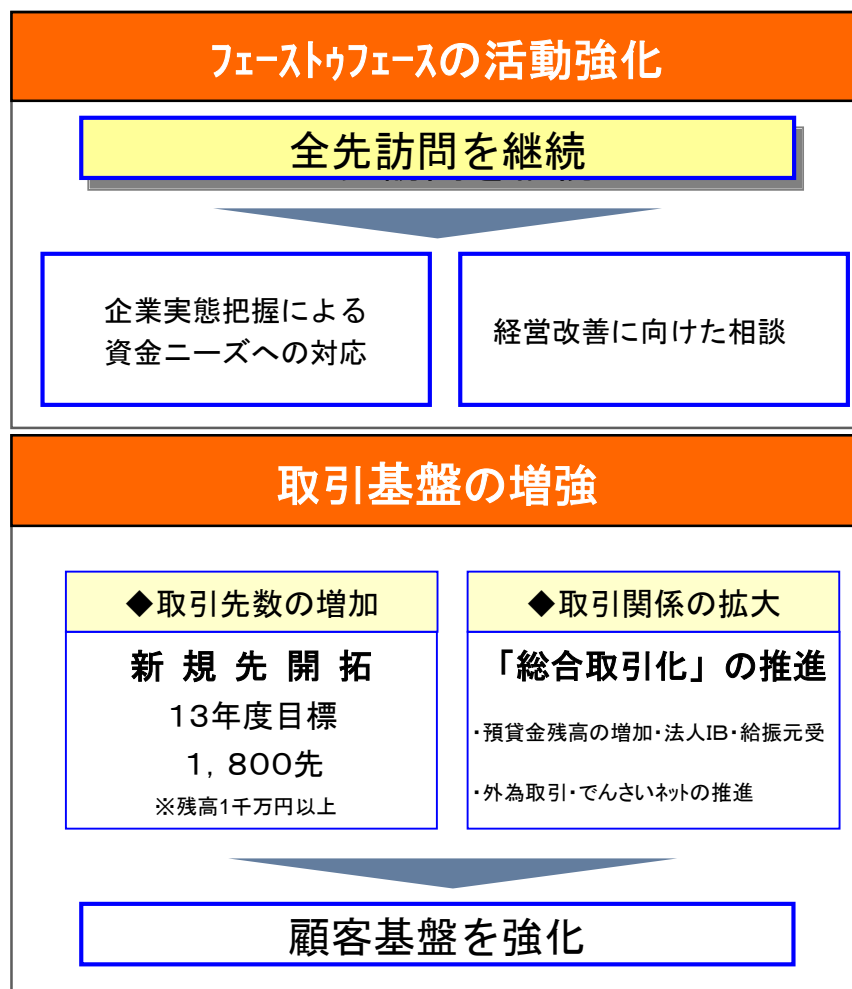 ﾌｪｰｽﾄｩﾌｪｰｽの活動強化
全先訪問を継続
企業実態把握による
資金ニーズへの対応
経営改善に向けた相談
取引基盤の増強
◆取引先数の増加
新 規 先 開 拓
13年度目標
1，800先
※残高1千万円以上
◆取引関係の拡大
「総合取引化」の推進
・預貸金残高の増加・法人IB・給振元受
・外為取引・でんさいﾈｯﾄの推進
顧客基盤を強化